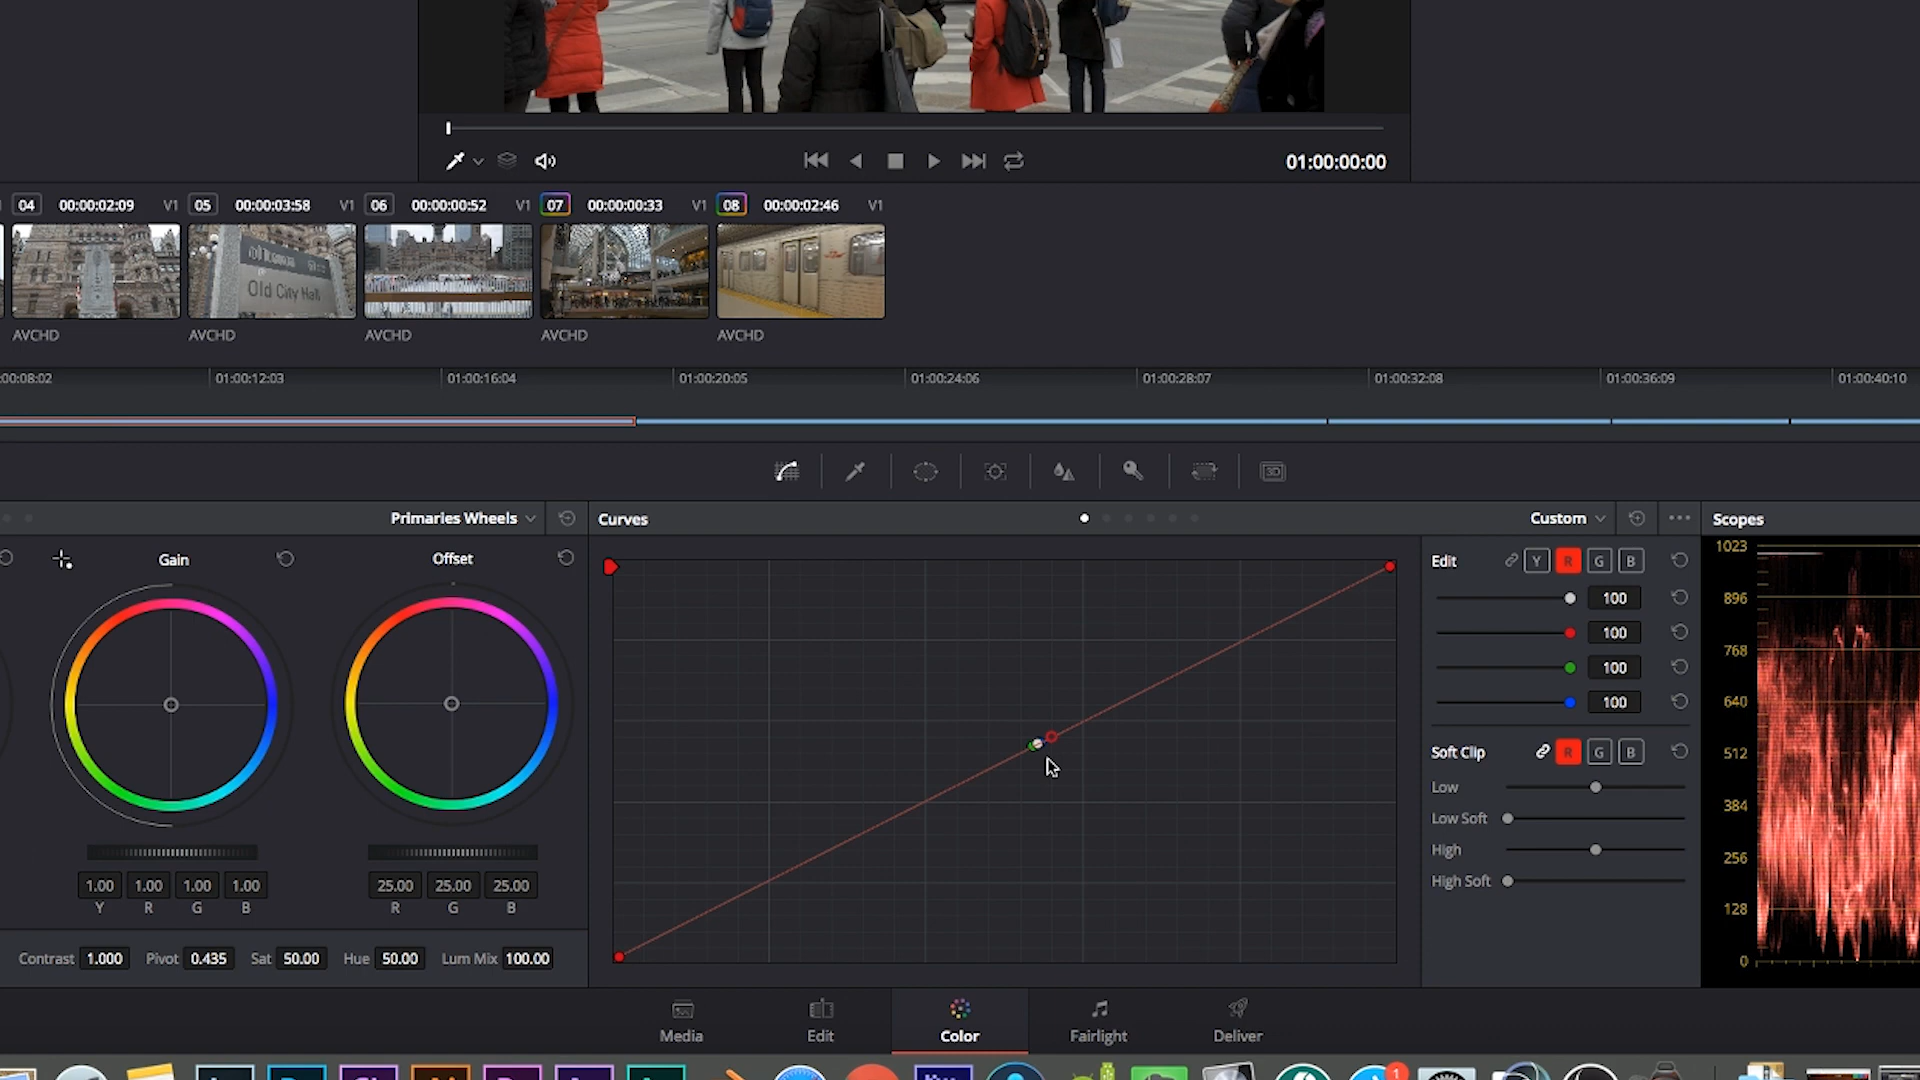 01:00:00:00
04 00:00:02:09 V1 05 00:00:03:58 V1 06 00:00:00:52 V1 07 00:00:00:33 V1 08 00:00:02:46 V1
Old City Hall
AVCHD AVCHD AVCHD AVCHD AVCHD
:00:08:02 01:00:12:03 01:00:16:04 01:00:20:05 01:00:24:06 01:00:28:07 01:00:32:08 01:00:36:09 01:00:40:10
3D
Primaries Wheels Curves Custom ••• Scopes
Gain Offset
Edit Y R G B
100
100
100
100
Soft Clip R G B
Low
Low Soft
High
High Soft
1023
896
768
640
512
384
256
128
0
1.00 1.00 1.00 1.00 25.00 25.00 25.00
Y R G B R G B
Contrast 1.000 Pivot 0.435 Sat 50.00 Hue 50.00 Lum Mix 100.00
Media Edit Color Fairlight Deliver
1